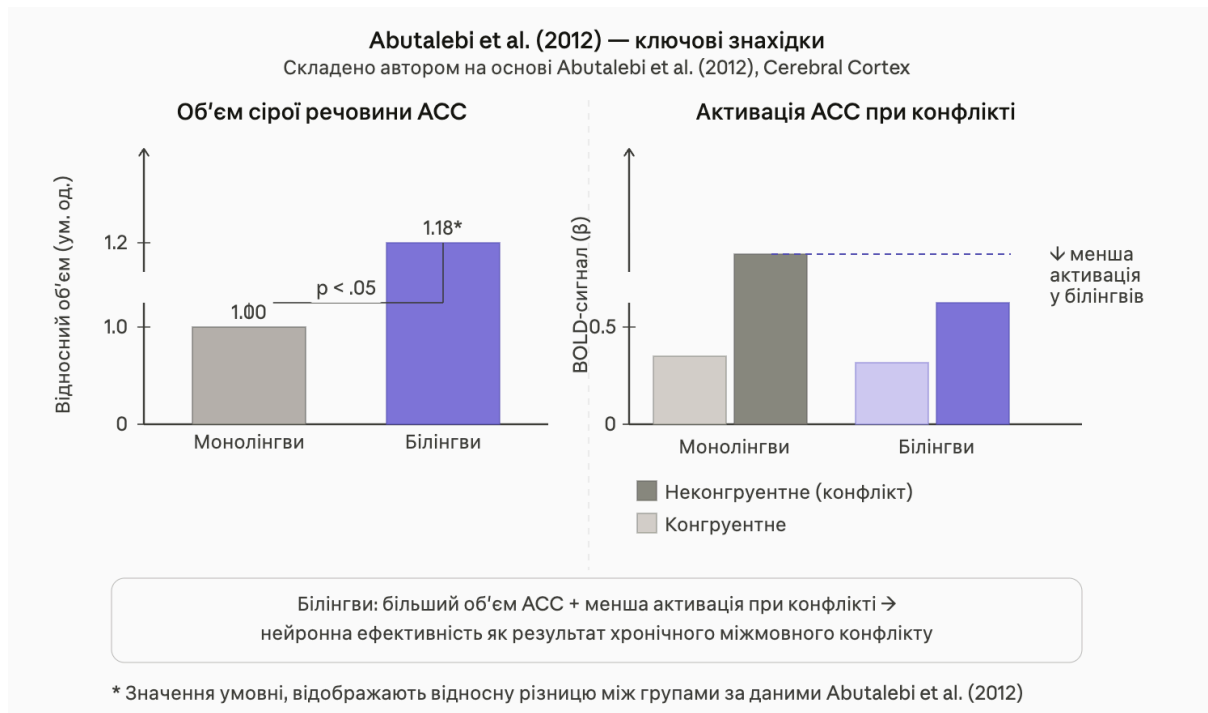 Abutalebi et al. (2012) — ключові знахідки
Складено автором на основі Abutalebi et al. (2012), Cerebral Cortex
Об’єм сірої речовини ACC
Відносний об’єм (ум. од.)
1.2
1.0
0
1.00
p < .05
1.18*
Монолінгви
Білінгви
Активація ACC при конфлікті
BOLD-сигнал (β)
0.5
0
↓ менша
активація
у білінгвів
Монолінгви
Білінгви
Неконгруентне (конфлікт)
Конгруентне
Білінгви: більший об’єм ACC + менша активація при конфлікті →
нейронна ефективність як результат хронічного міжмовного конфлікту
* Значення умовні, відображають відносну різницю між групами за даними Abutalebi et al. (2012)